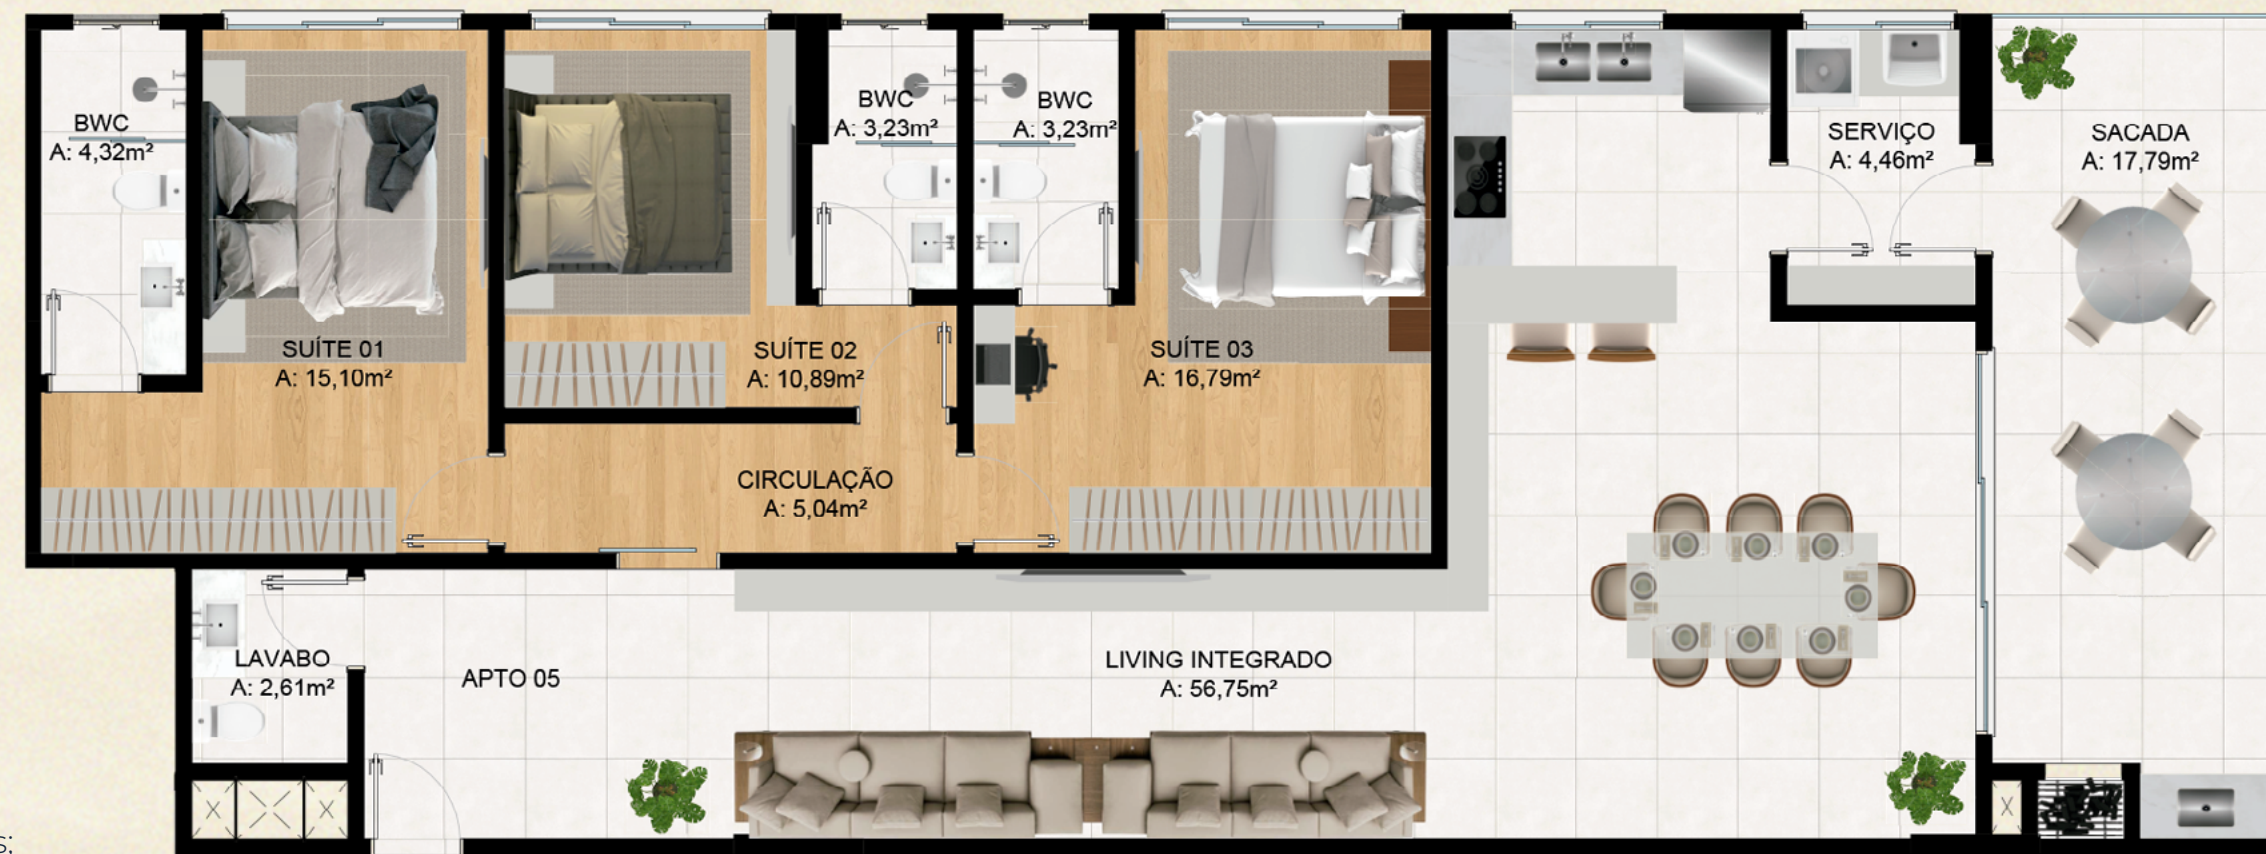 BWC
A: 4,32m²
SUÍTE 01
A: 15,10m²
SUÍTE 02
A: 10,89m²
BWC
A: 3,23m²
BWC
A: 3,23m²
SUÍTE 03
A: 16,79m²
SERVIÇO
A: 4,46m²
SACADA
A: 17,79m²
CIRCULAÇÃO
A: 5,04m²
LAVABO
A: 2,61m²
APTO 05
LIVING INTEGRADO
A: 56,75m²
s;